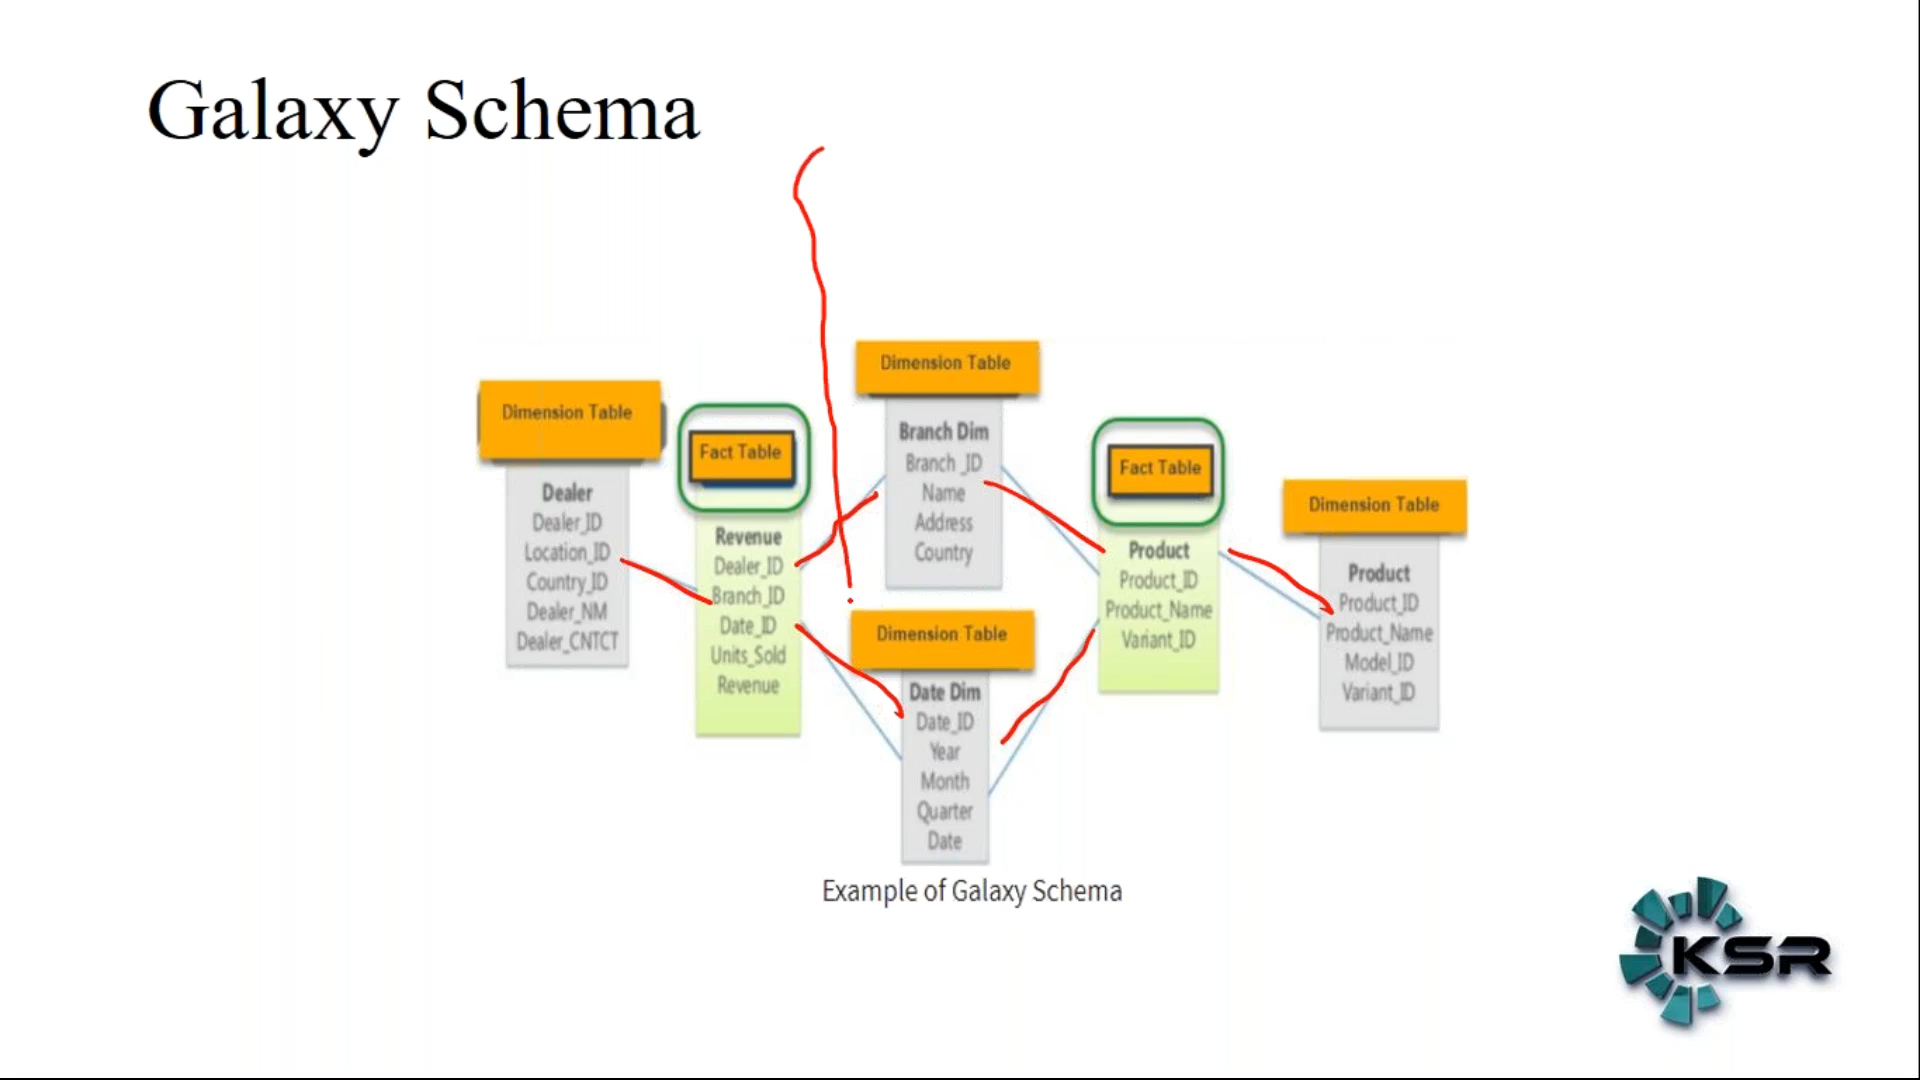 Galaxy Schema
Dimension Table
Dealer
Dealer_ID
Location_ID
Country_ID
Dealer_NM
Dealer_CNTCT
Fact Table
Revenue
Dealer_ID
Branch_ID
Date_ID
Units_Sold
Revenue
Dimension Table
Branch Dim
Branch _ID
Name
Address
Country
Dimension Table
Date Dim
Date_ID
Year
Month
Quarter
Date
Fact Table
Product
Product_ID
Product_Name
Variant_ID
Dimension Table
Product
Product_ID
Product_Name
Model_ID
Variant_ID
Example of Galaxy Schema
KSR